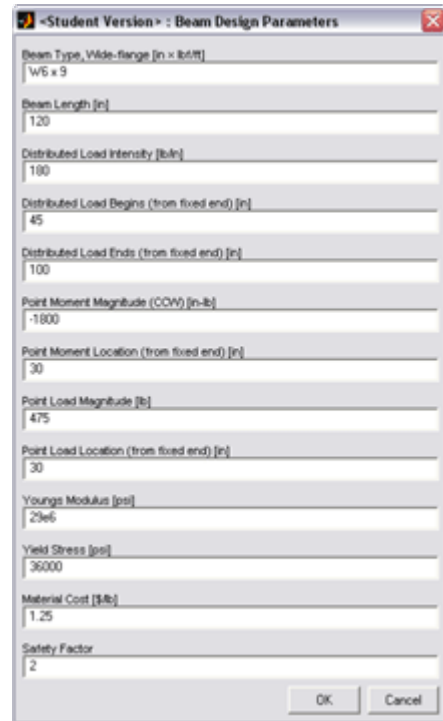 <Student Version> : Beam Design Parameters
Beam Type, Wide-flange [in × lbf/ft]
W6 x 9
Beam Length [in]
120
Distributed Load Intensity [lb/in]
180
Distributed Load Begins (from fixed end) [in]
45
Distributed Load Ends (from fixed end) [in]
100
Point Moment Magnitude (CCW) [in-lb]
-1800
Point Moment Location (from fixed end) [in]
30
Point Load Magnitude [lb]
475
Point Load Location (from fixed end) [in]
30
Youngs Modulus [psi]
29e6
Yield Stress [psi]
36000
Material Cost [$/lb]
1.25
Safety Factor
2
OK Cancel